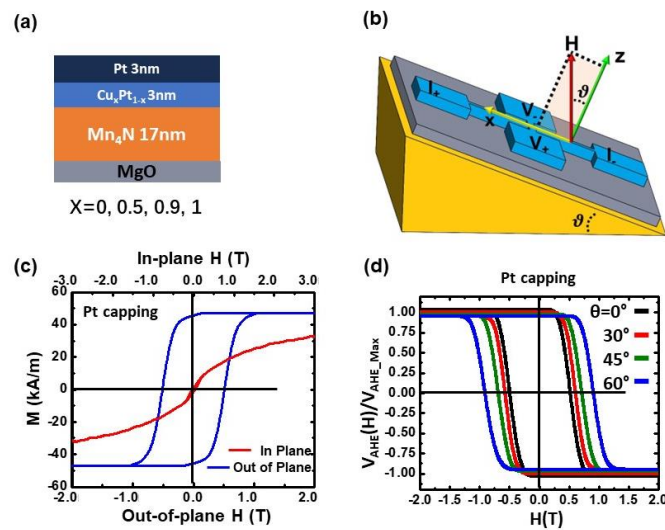 (a)
Pt 3nm
CuxPt1-x 3nm
Mn4N 17nm
MgO
X=0, 0.5, 0.9, 1
(b)
H
z
ϑ
I+
V-
x
V+
I-
ϑ
(c)
In-plane H (T)
-3.0 -2.0 -1.0 0.0 1.0 2.0 3.0
Pt capping
M (kA/m)
60
40
20
0
-20
-40
-60
In Plane.
Out of Plane.
-2.0 -1.0 0.0 1.0 2.0
Out-of-plane H (T)
(d)
Pt capping
VAHE(H)/VAHE_Max
1.00
0.75
0.50
0.25
0.00
-0.25
-0.50
-0.75
-1.00
θ=0°
30°
45°
60°
-2.0 -1.5 -1.0 -0.5 0.0 0.5 1.0 1.5 2.0
H(T)